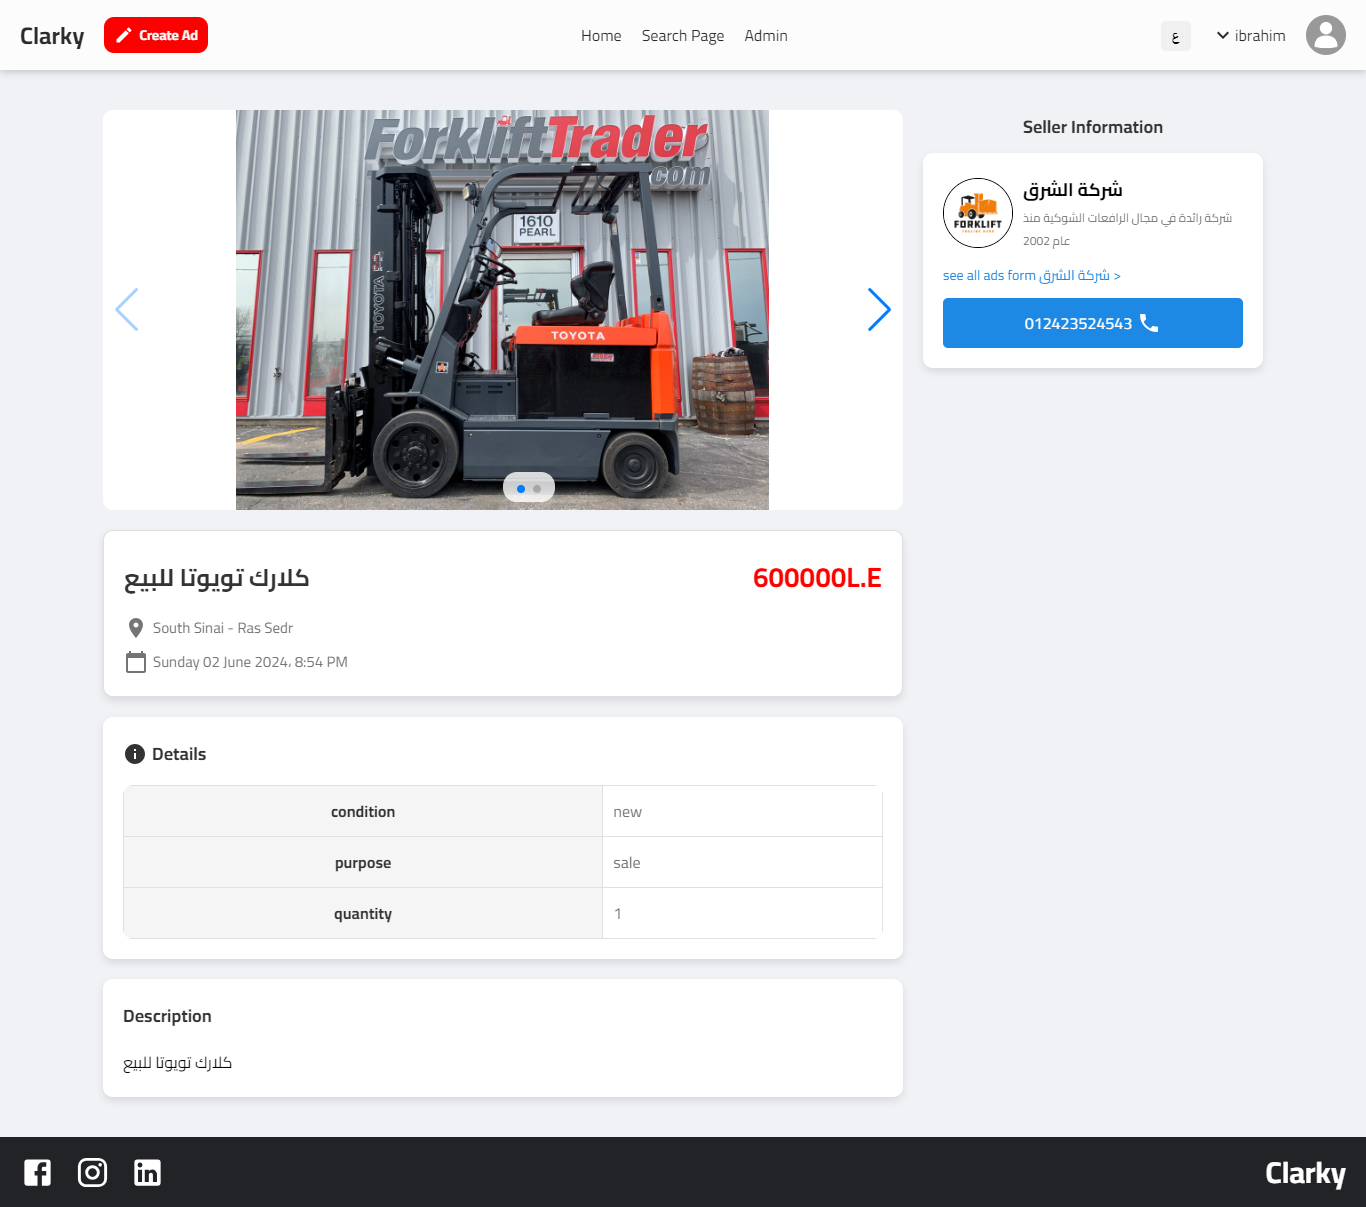 Clarky
Create Ad
Home
Search Page
Admin
ع
ibrahim
ForkliftTrader
.com
1610
PEARL
TOYOTA
TOYOTA
Seller Information
شركة الشرق
شركة رائدة في مجال الرافعات الشوكية منذ
عام 2002
FORKLIFT
see all ads form شركة الشرق >
012423524543
كلارك تويوتا للبيع
600000L.E
South Sinai - Ras Sedr
Sunday 02 June 2024، 8:54 PM
Details
condition
new
purpose
sale
quantity
1
Description
كلارك تويوتا للبيع
Clarky